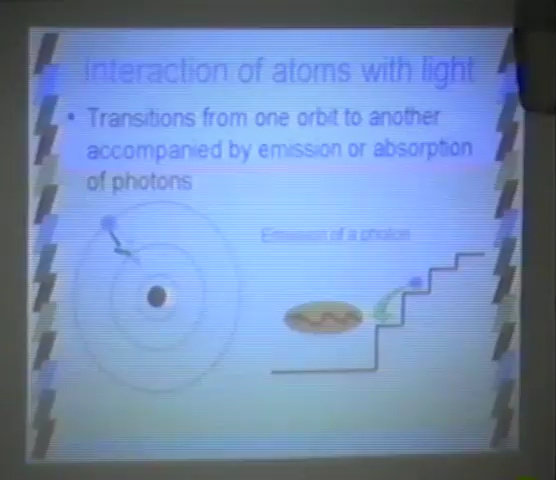 Interaction of atoms with light
• Transitions from one orbit to another
accompanied by emission or absorption
of photons
Emission of a photon